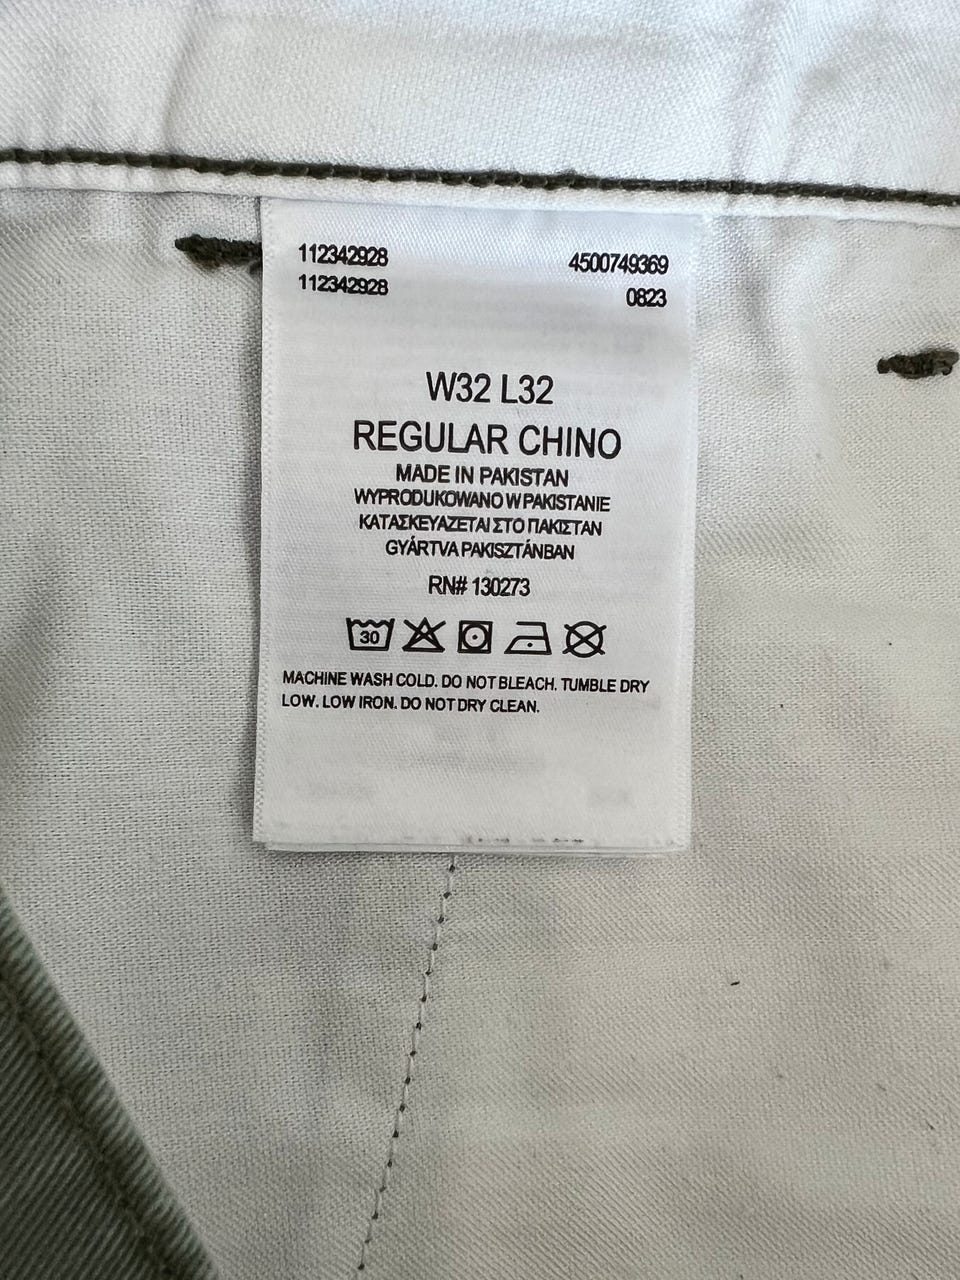 112342928 4500749369
112342928 0823
W32 L32
REGULAR CHINO
MADE IN PAKISTAN
WYPRODUKOWANO W PAKISTANIE
ΚΑΤΑΣΚΕΥΑΖΕΤΑΙ ΣΤΟ ΠΑΚΙΣΤΑΝ
GYÁRTVA PAKISZTÁNBAN
RN# 130273
30
MACHINE WASH COLD. DO NOT BLEACH. TUMBLE DRY
LOW. LOW IRON. DO NOT DRY CLEAN.